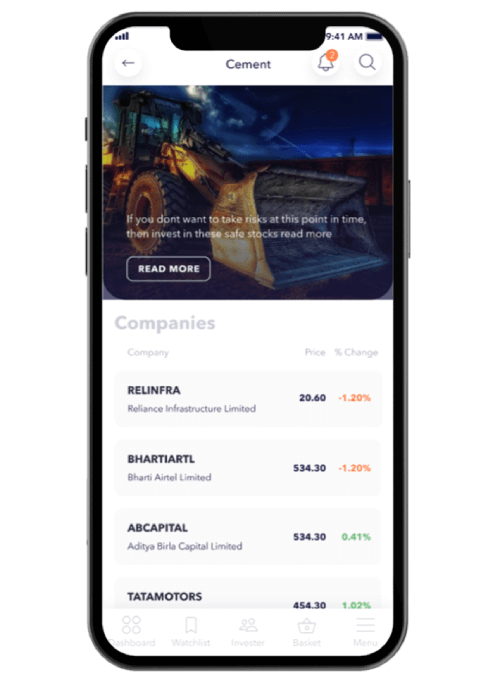 9:41 AM
Cement
2
If you dont want to take risks at this point in time,
then invest in these safe stocks read more
READ MORE
Companies
Company Price % Change
RELINFRA
20.60 -1.20%
Reliance Infrastructure Limited
BHARTIARTL
534.30 -1.20%
Bharti Airtel Limited
ABCAPITAL
534.30 0.41%
Aditya Birla Capital Limited
TATAMOTORS
454.30 1.02%
Dashboard Watchlist Invester Basket Menu